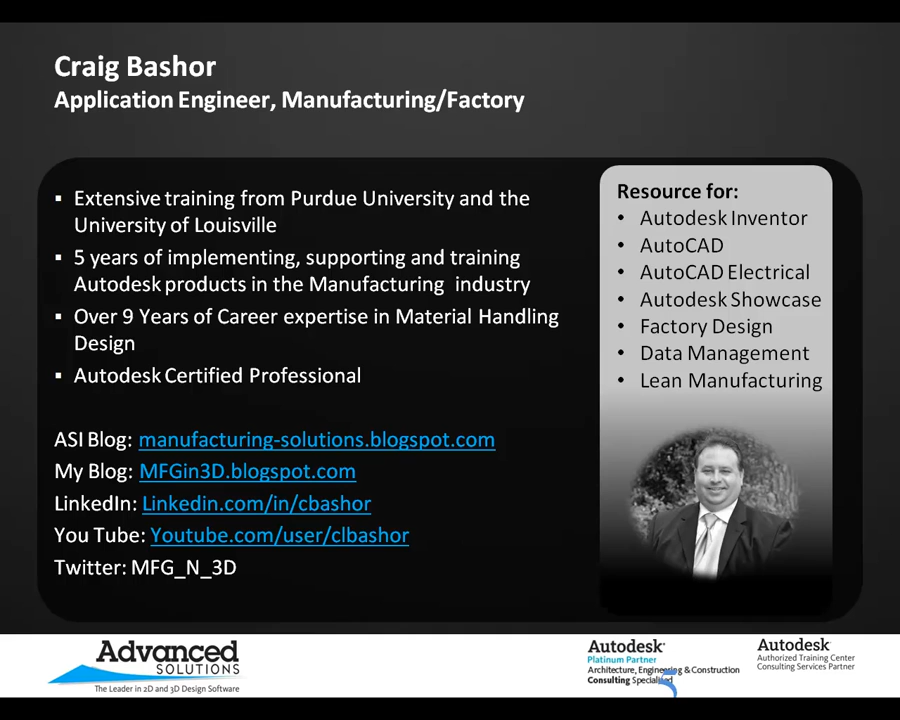 Craig Bashor
Application Engineer, Manufacturing/Factory
▪ Extensive training from Purdue University and the
University of Louisville
▪ 5 years of implementing, supporting and training
Autodesk products in the Manufacturing industry
▪ Over 9 Years of Career expertise in Material Handling
Design
▪ Autodesk Certified Professional
ASI Blog: manufacturing-solutions.blogspot.com
My Blog: MFGin3D.blogspot.com
LinkedIn: Linkedin.com/in/cbashor
You Tube: Youtube.com/user/clbashor
Twitter: MFG_N_3D
Resource for:
• Autodesk Inventor
• AutoCAD
• AutoCAD Electrical
• Autodesk Showcase
• Factory Design
• Data Management
• Lean Manufacturing
Advanced
SOLUTIONS
The Leader in 2D and 3D Design Software
Autodesk®
Platinum Partner
Architecture, Engineering & Construction
Consulting Specialized
5
Autodesk®
Authorized Training Center
Consulting Services Partner